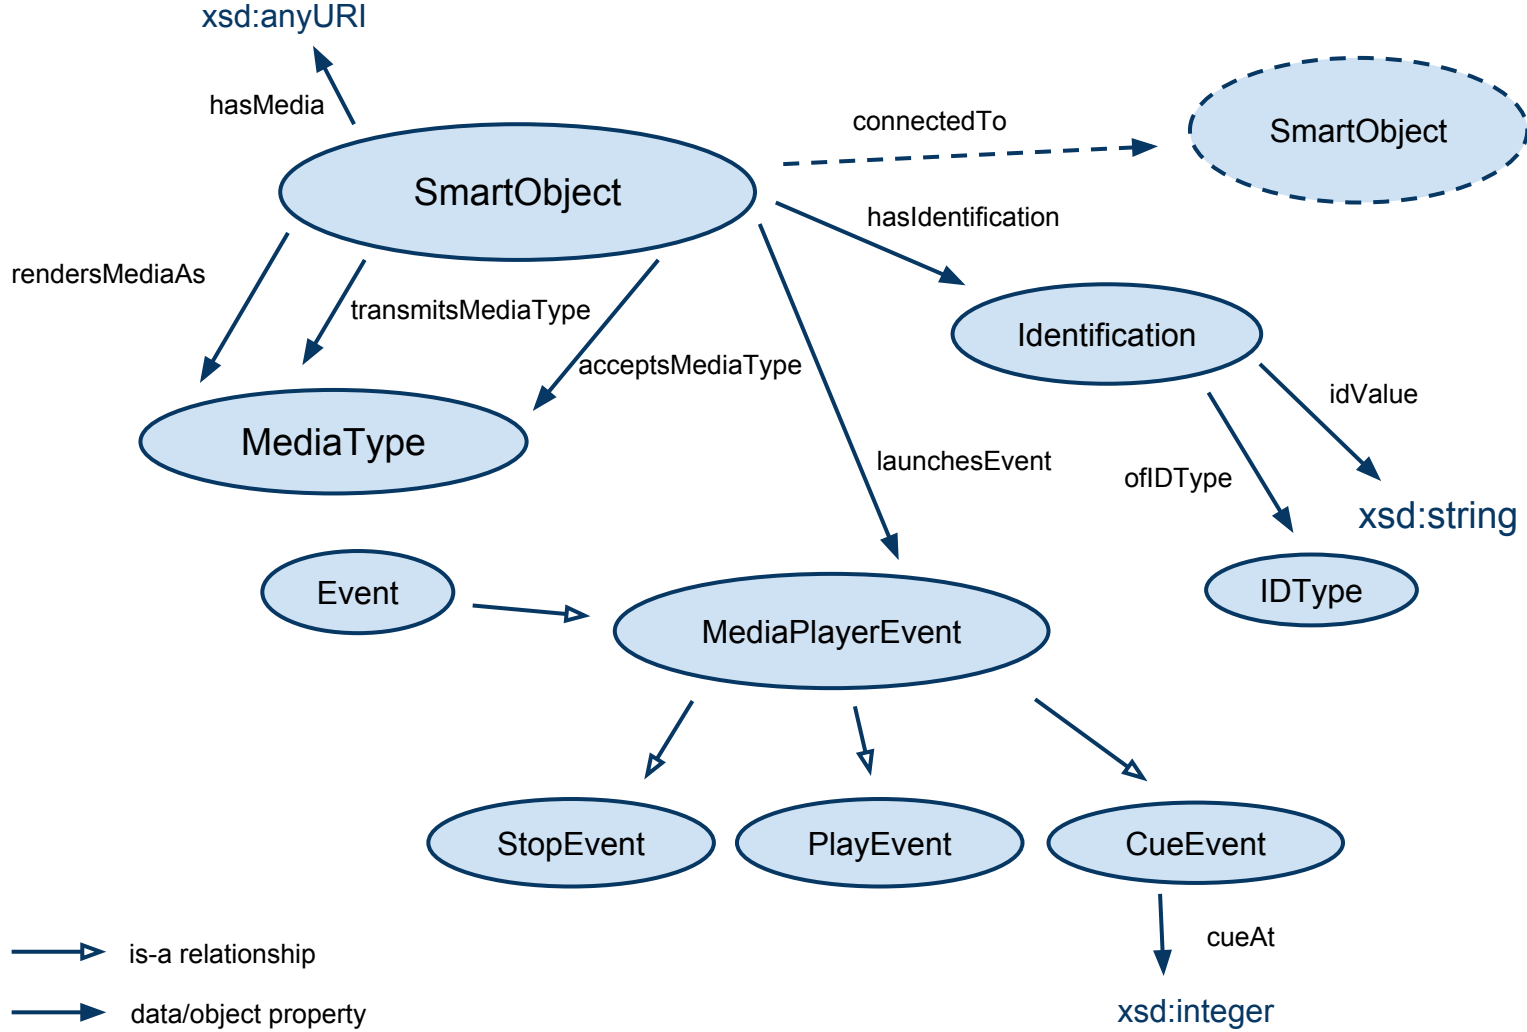 xsd:anyURI
hasMedia
connectedTo
SmartObject
SmartObject
hasIdentification
rendersMediaAs
transmitsMediaType
Identification
acceptsMediaType
idValue
MediaType
launchesEvent
ofIDType
xsd:string
Event
IDType
MediaPlayerEvent
StopEvent
PlayEvent
CueEvent
cueAt
is-a relationship
xsd:integer
data/object property